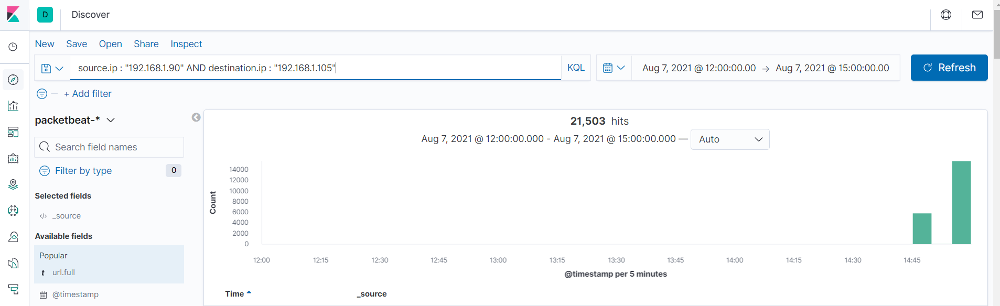 D Discover
New Save Open Share Inspect
source.ip : "192.168.1.90" AND destination.ip : "192.168.1.105" KQL Aug 7, 2021 @ 12:00:00.00 → Aug 7, 2021 @ 15:00:00.00 Refresh
+ Add filter
packetbeat-*
Search field names
Filter by type 0
Selected fields
</> _source
Available fields
Popular
t url.full
@timestamp
21,503 hits
Aug 7, 2021 @ 12:00:00.000 - Aug 7, 2021 @ 15:00:00.000 — Auto
Count
14000
12000
10000
8000
6000
4000
2000
0
12:00 12:15 12:30 12:45 13:00 13:15 13:30 13:45 14:00 14:15 14:30 14:45
@timestamp per 5 minutes
Time _source